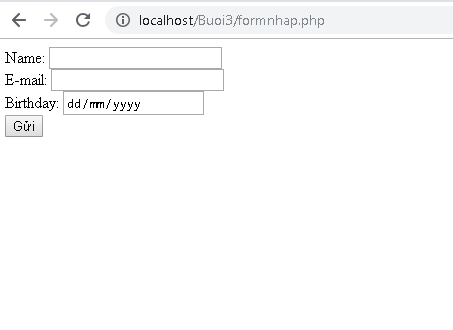 localhost/Buoi3/formnhap.php
Name:
E-mail:
Birthday: dd/mm/yyyy
Gửi